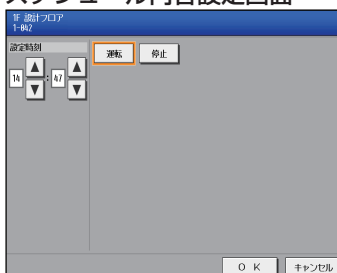 スケジュール内容設定画面
1F 設計フロア
1-042
設定時刻
運転 停止
14 : 47
O K キャンセル